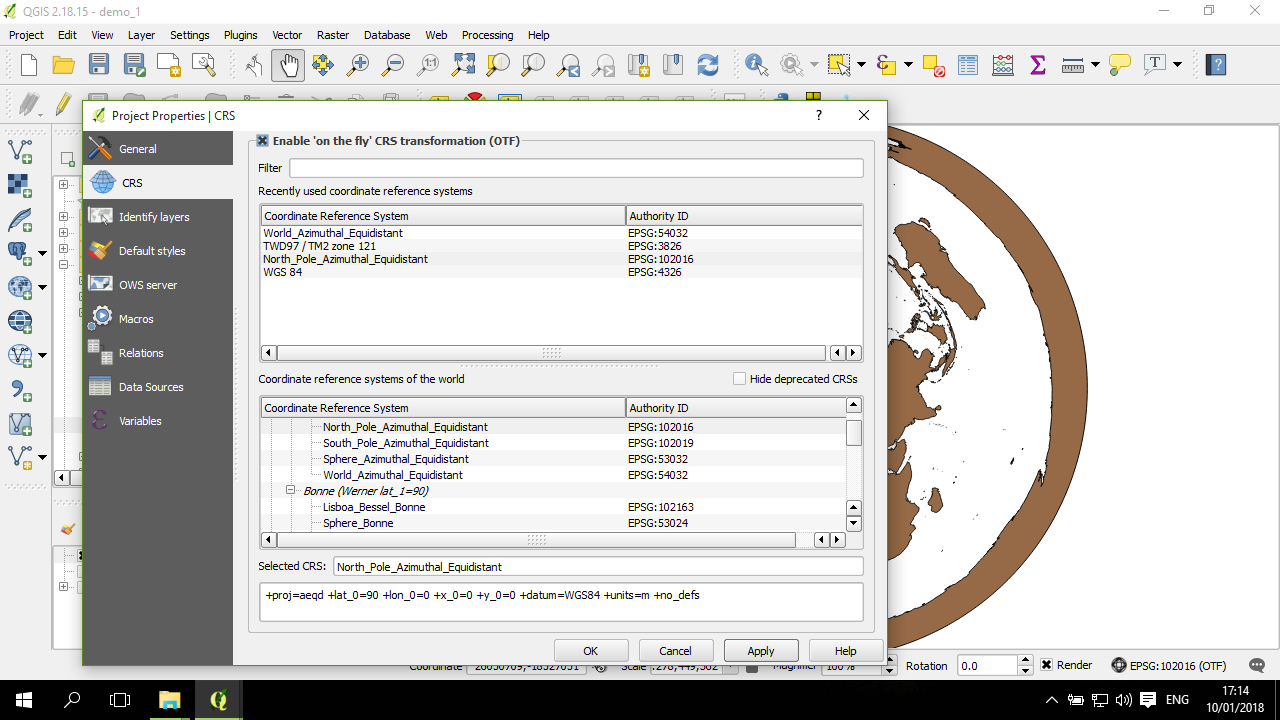 QGIS 2.18.15 - demo_1
Project Edit View Layer Settings Plugins Vector Raster Database Web Processing Help
Project Properties | CRS
General
CRS
Identify layers
Default styles
OWS server
Macros
Relations
Data Sources
Variables
Enable 'on the fly' CRS transformation (OTF)
Filter
Recently used coordinate reference systems
Coordinate Reference System Authority ID
World_Azimuthal_Equidistant EPSG:54032
TWD97 / TM2 zone 121 EPSG:3826
North_Pole_Azimuthal_Equidistant EPSG:102016
WGS 84 EPSG:4326
Coordinate reference systems of the world Hide deprecated CRSs
Coordinate Reference System Authority ID
North_Pole_Azimuthal_Equidistant EPSG:102016
South_Pole_Azimuthal_Equidistant EPSG:102019
Sphere_Azimuthal_Equidistant EPSG:53032
World_Azimuthal_Equidistant EPSG:54032
Bonne (Werner lat_1=90)
Lisboa_Bessel_Bonne EPSG:102163
Sphere_Bonne EPSG:53024
Selected CRS: North_Pole_Azimuthal_Equidistant
+proj=aeqd +lat_0=90 +lon_0=0 +x_0=0 +y_0=0 +datum=WGS84 +units=m +no_defs
OK Cancel Apply Help
Coordinate Scale Magnifier 100 % Rotation 0.0 Render EPSG:102016 (OTF)
ENG
17:14
10/01/2018